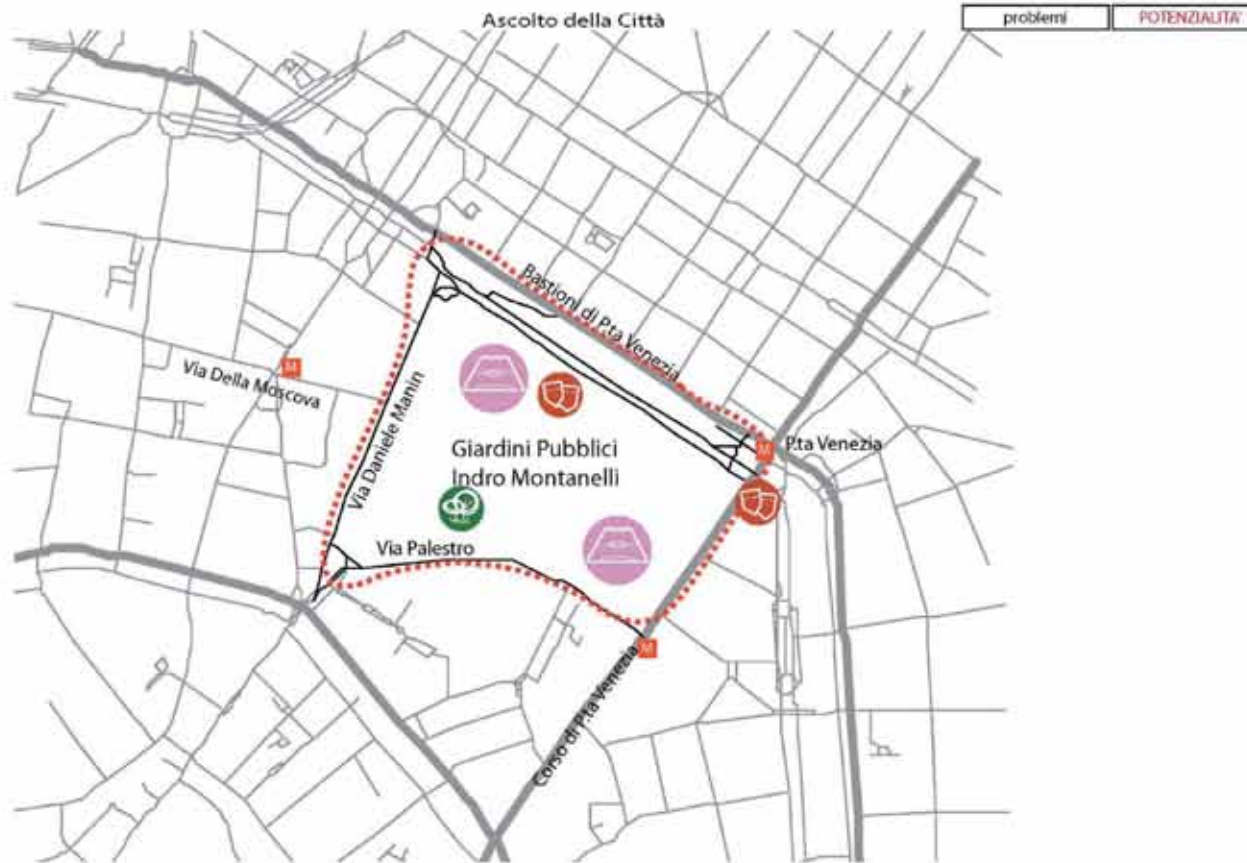 Ascolto della Città
problemi
POTENZIALITA'
Bastioni di P.ta Venezia
M
Via Della Moscova
Via Daniele Manin
Giardini Pubblici
Indro Montanelli
M
P.ta Venezia
Via Palestro
M
Corso di P.ta Venezia